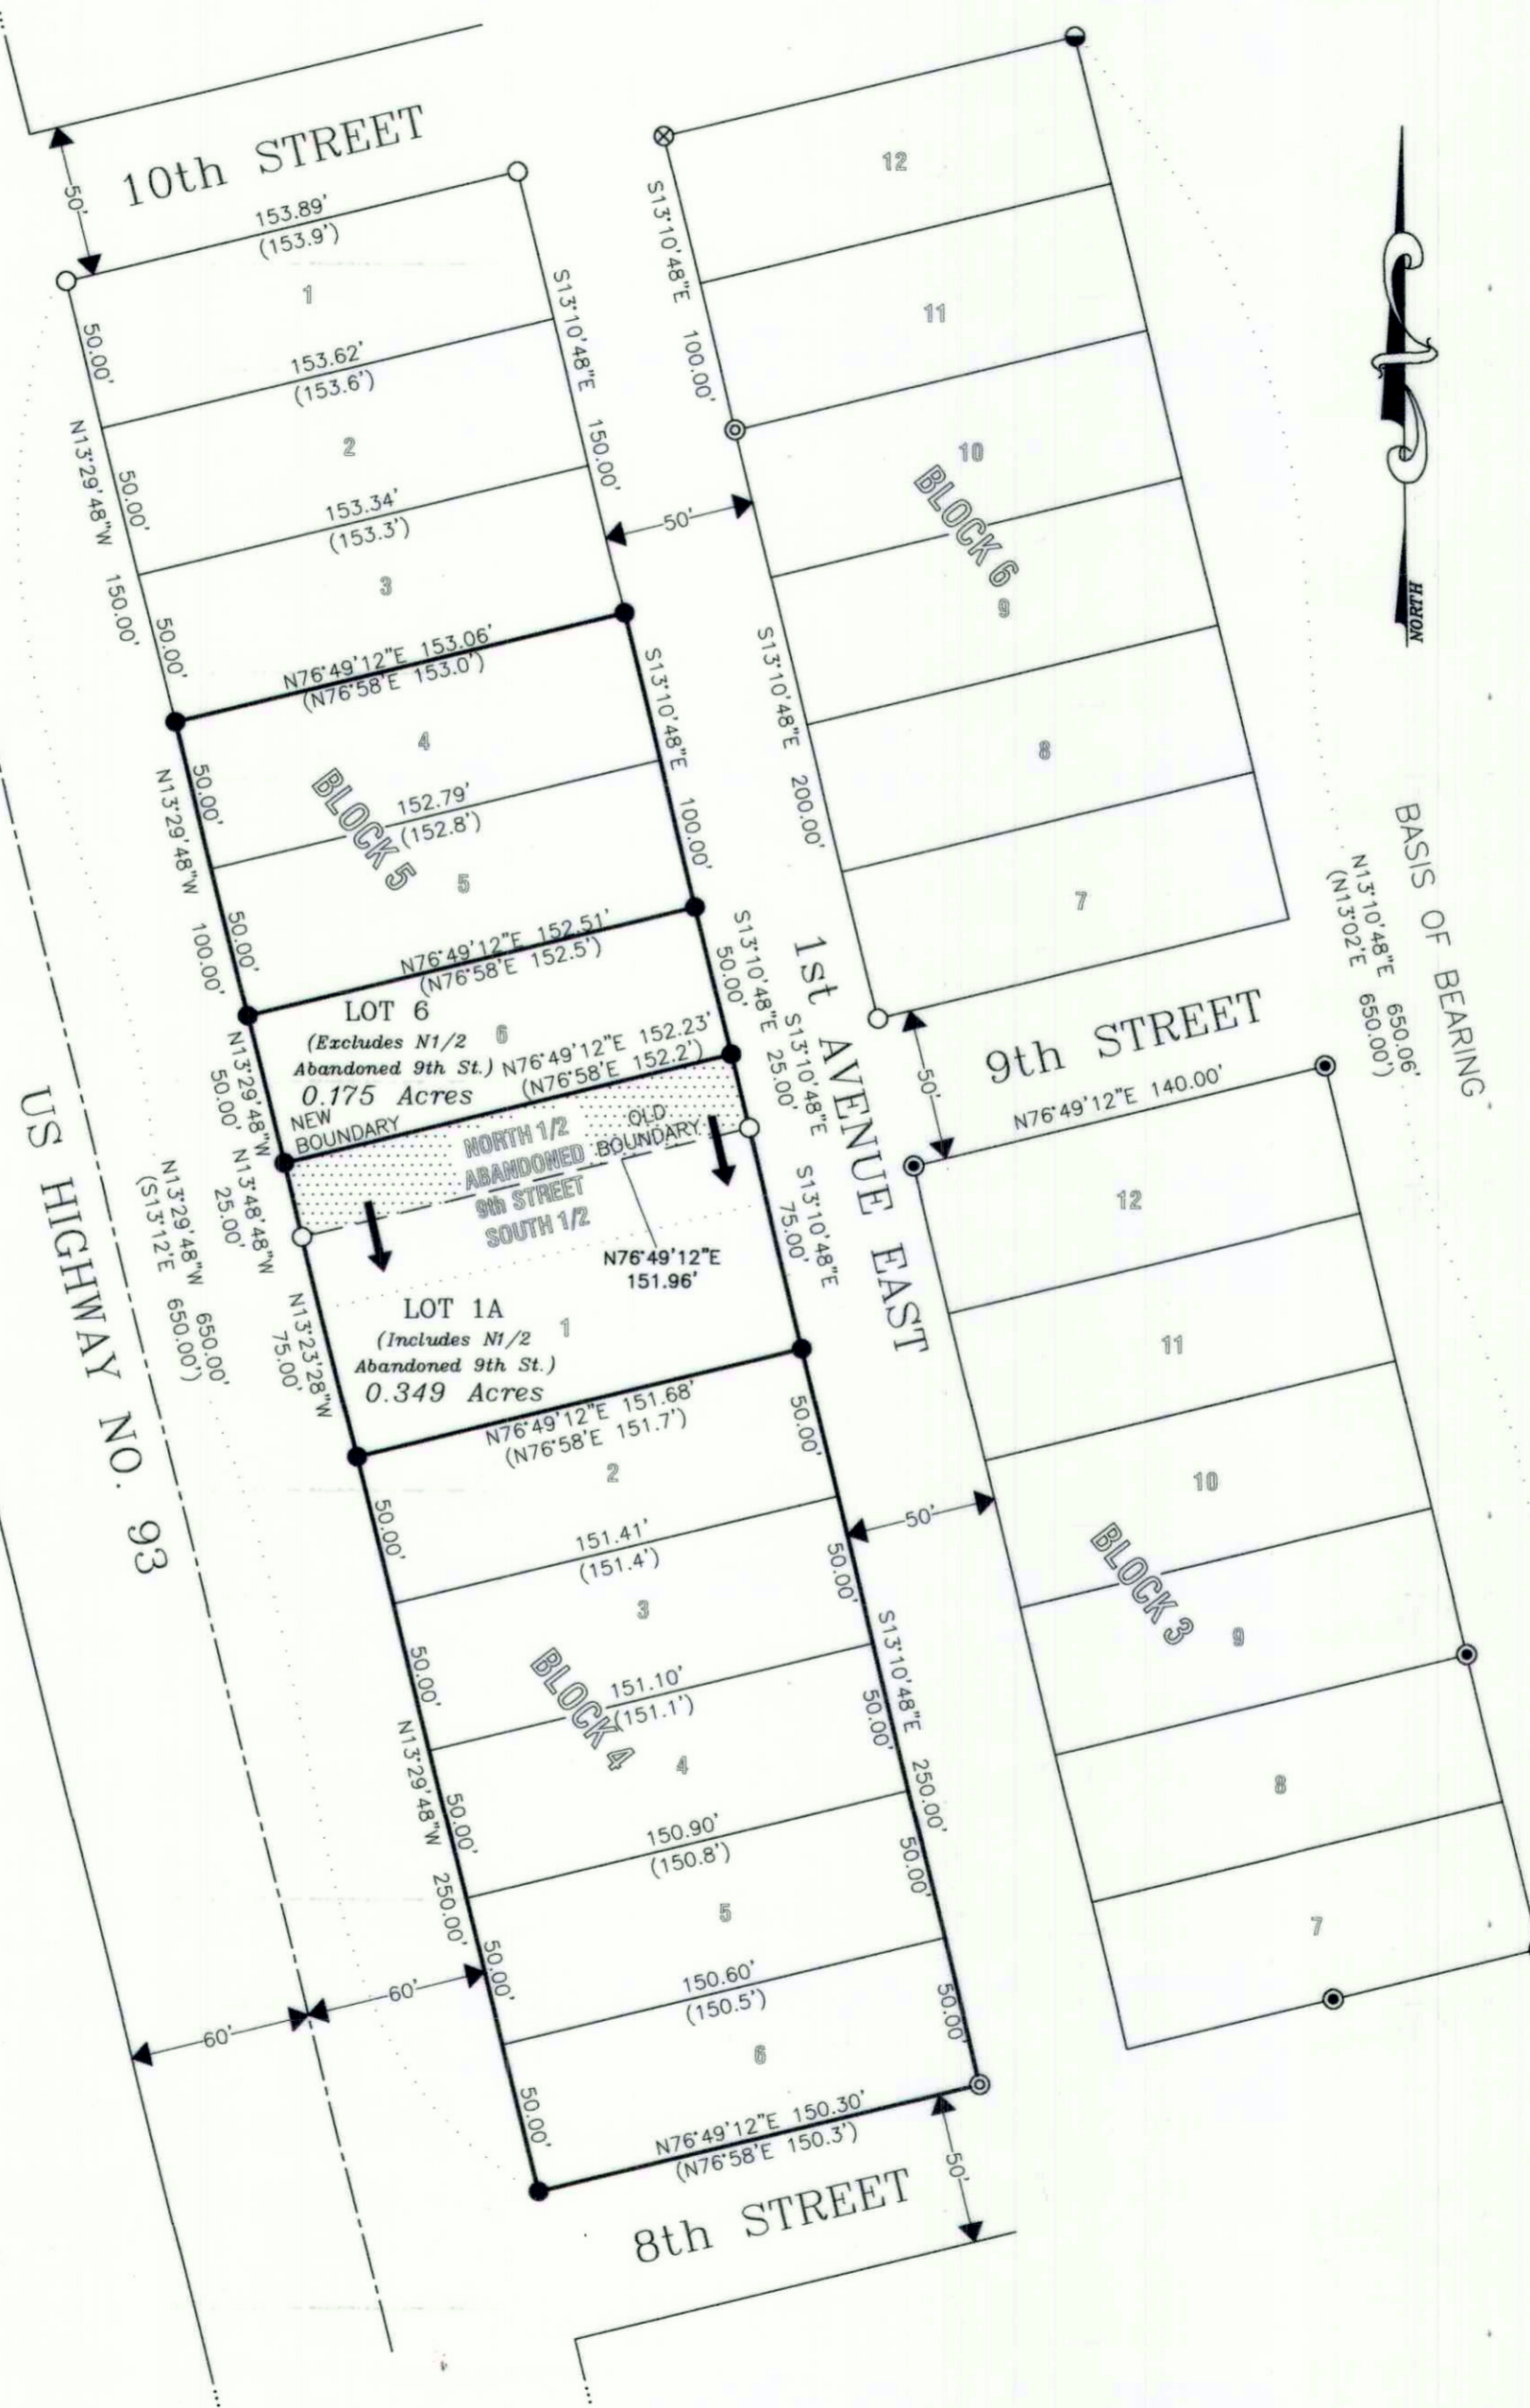 10th STREET
50'
153.89'
(153.9')
1
50.00'
S13°10'48"E 150.00'
153.62'
(153.6')
2
50.00'
N13°29'48"W 150.00'
153.34'
(153.3')
3
50.00'
N76°49'12"E 153.06'
(N76°58'E 153.0')
4
50.00'
S13°10'48"E 100.00'
N13°29'48"W 100.00'
BLOCK 5
152.79'
(152.8')
5
50.00'
N76°49'12"E 152.51'
(N76°58'E 152.5')
LOT 6
6
(Excludes N1/2
Abandoned 9th St.)
0.175 Acres
N76°49'12"E 152.23'
(N76°58'E 152.2')
S13°10'48"E
50.00'
N13°29'48"W
50.00'
NEW
BOUNDARY
OLD
BOUNDARY
NORTH 1/2
ABANDONED
9th STREET
SOUTH 1/2
S13°10'48"E
25.00'
N13°48'48"W
25.00'
N76°49'12"E
151.96'
S13°10'48"E
75.00'
N13°23'28"W
75.00'
N13°29'48"W 650.00'
(S13°12'E 650.00')
LOT 1A
1
(Includes N1/2
Abandoned 9th St.)
0.349 Acres
N76°49'12"E 151.68'
(N76°58'E 151.7')
2
50.00'
50.00'
151.41'
(151.4')
3
50.00'
50.00'
151.10'
(151.1')
BLOCK 4
4
50.00'
50.00'
S13°10'48"E 250.00'
N13°29'48"W 250.00'
150.90'
(150.8')
5
50.00'
50.00'
150.60'
(150.5')
6
50.00'
50.00'
N76°49'12"E 150.30'
(N76°58'E 150.3')
8th STREET
50'
60'
60'
US HIGHWAY NO. 93
1st AVENUE EAST
50'
50'
12
S13°10'48"E 100.00'
11
10
BLOCK 6
9
S13°10'48"E 200.00'
8
7
9th STREET
50'
N76°49'12"E 140.00'
12
11
10
BLOCK 3
9
8
7
BASIS OF BEARING
N13°10'48"E 650.06'
(N13°02'E 650.00')
NORTH